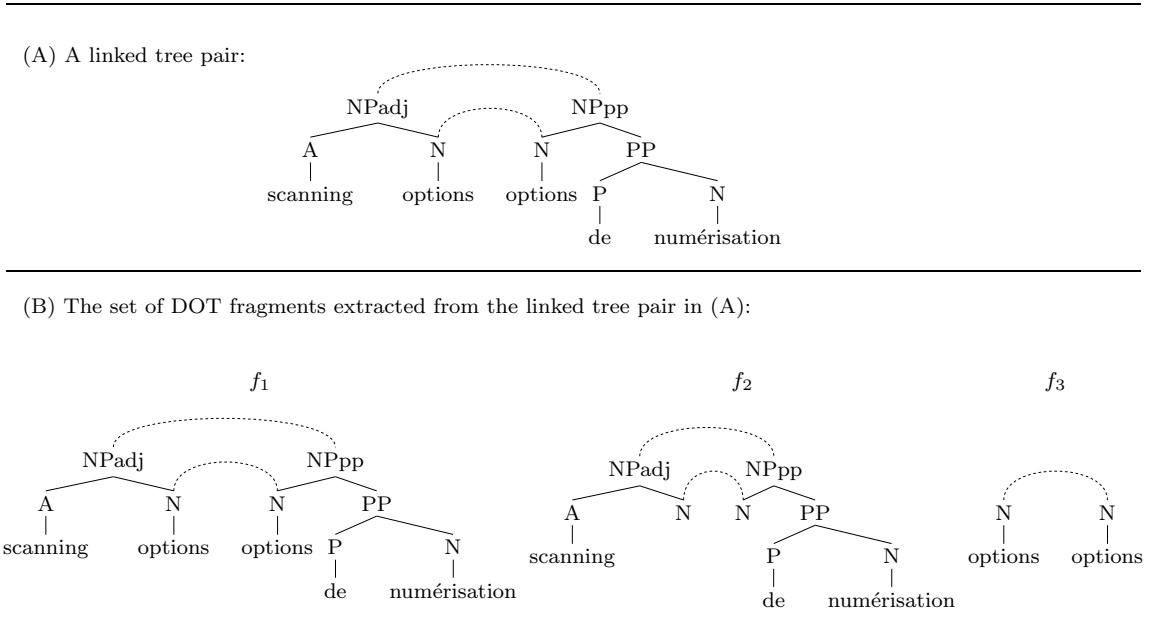 (A) A linked tree pair:
NPadj NPpp
A N N PP
scanning options options P N
de numérisation
(B) The set of DOT fragments extracted from the linked tree pair in (A):
f1 f2 f3
NPadj NPpp NPadj NPpp
A N N PP A N N PP N N
scanning options options P N scanning P N options options
de numérisation de numérisation